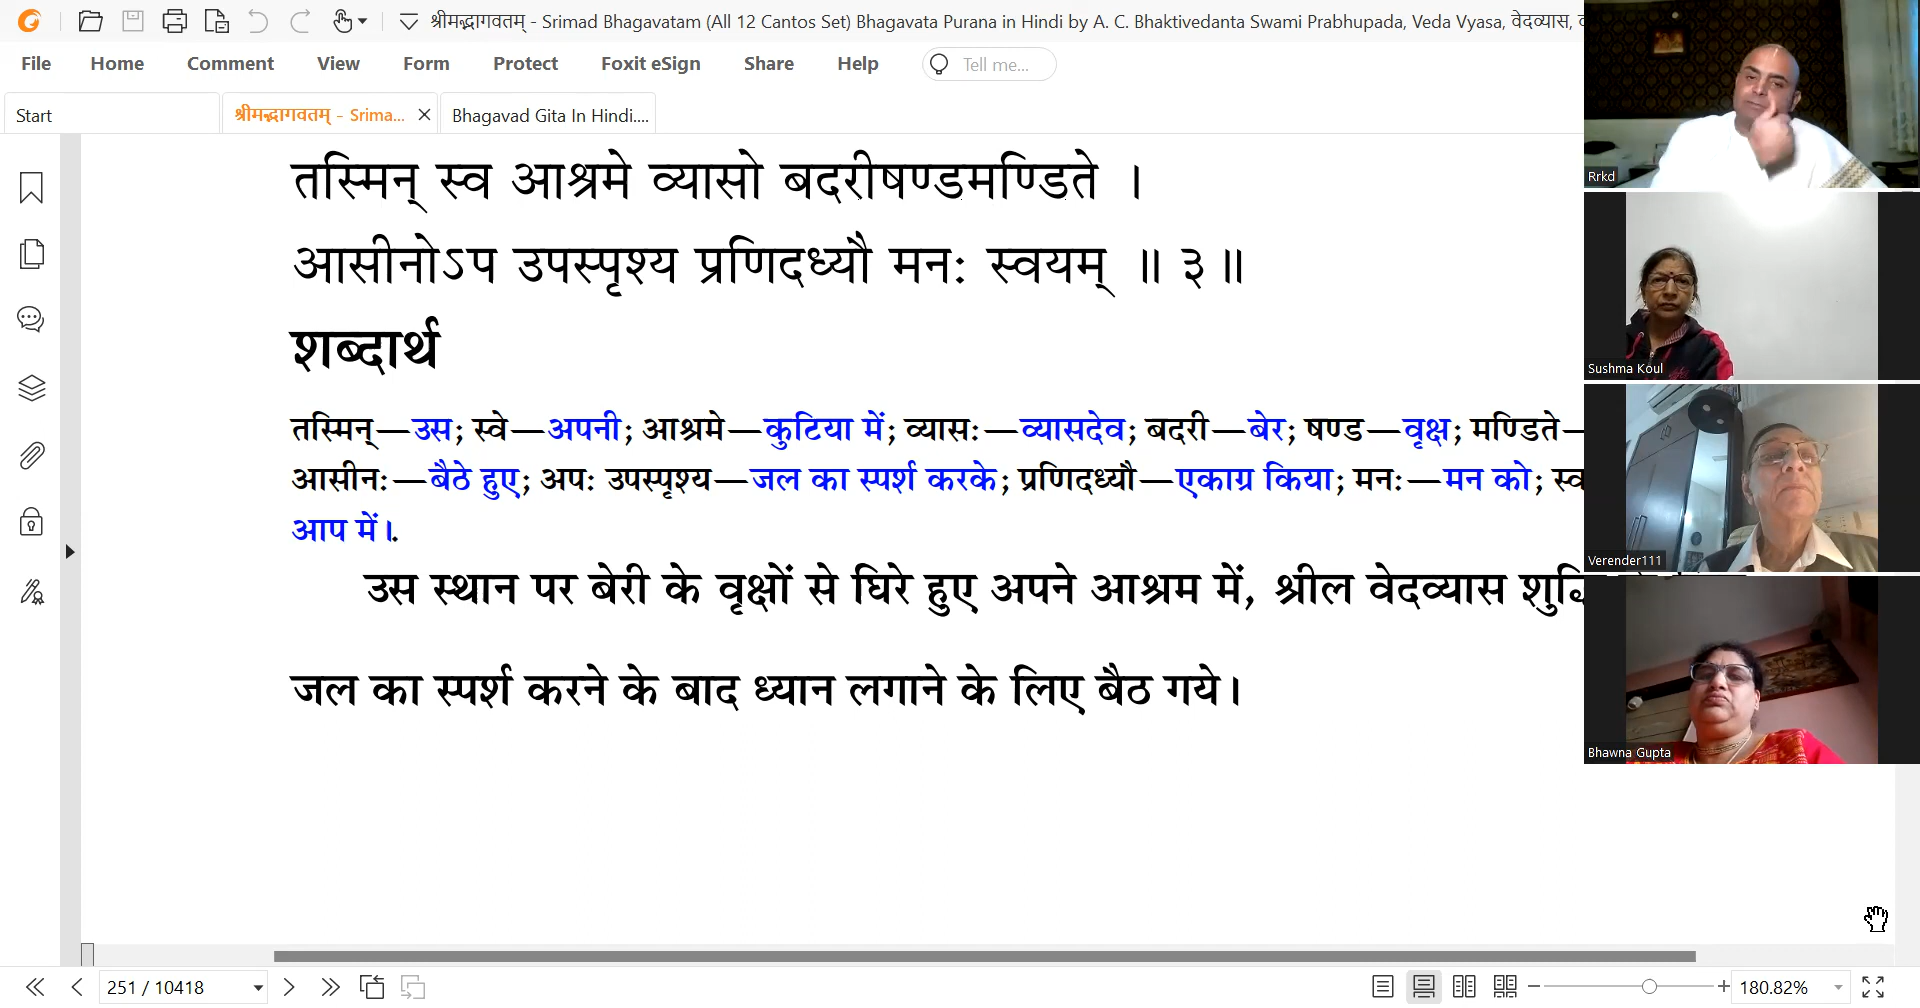 श्रीमद्भागवतम् - Srimad Bhagavatam (All 12 Cantos Set) Bhagavata Purana in Hindi by A. C. Bhaktivedanta Swami Prabhupada, Veda Vyasa, वेदव्यास,
File Home Comment View Form Protect Foxit eSign Share Help Tell me...
Start श्रीमद्भागवतम् - Srima... Bhagavad Gita In Hindi....
तस्मिन् स्व आश्रमे व्यासो बदरीषण्डमण्डिते ।
आसीनोऽप उपस्पृश्य प्रणिदध्यौ मनः स्वयम् ॥ ३ ॥
शब्दार्थ
तस्मिन्—उस; स्वे—अपनी; आश्रमे—कुटिया में; व्यासः—व्यासदेव; बदरी—बेर; षण्ड—वृक्ष; मण्डिते—
आसीनः—बैठे हुए; अपः उपस्पृश्य—जल का स्पर्श करके; प्रणिदध्यौ—एकाग्र किया; मनः—मन को;
आप में।.
उस स्थान पर बेरी के वृक्षों से घिरे हुए अपने आश्रम में, श्रील वेदव्यास
जल का स्पर्श करने के बाद ध्यान लगाने के लिए बैठ गये।
Rrkd
Sushma Koul
Verender111
Bhawna Gupta
251 / 10418
180.82%